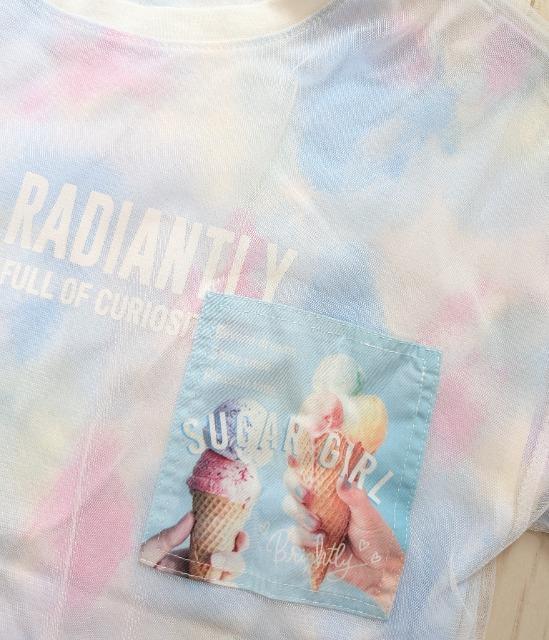 RADIANTLY
FULL OF CURIOSI
SUGAR GIRL
Brightly